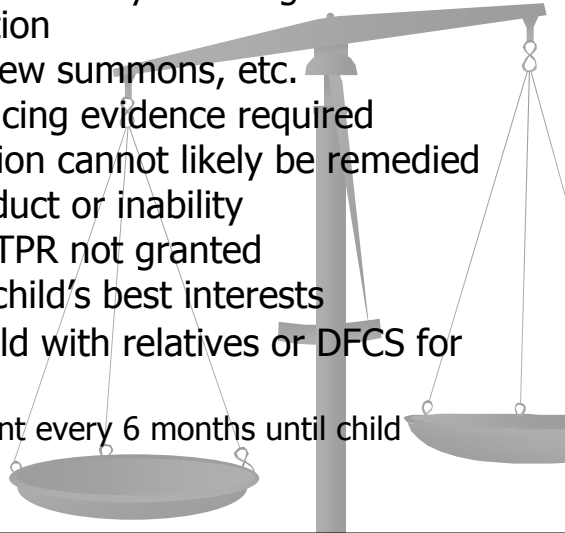 tion
ew summons, etc.
cing evidence required
ion cannot likely be remedied
duct or inability
TPR not granted
child's best interests
ld with relatives or DFCS for
nt every 6 months until child